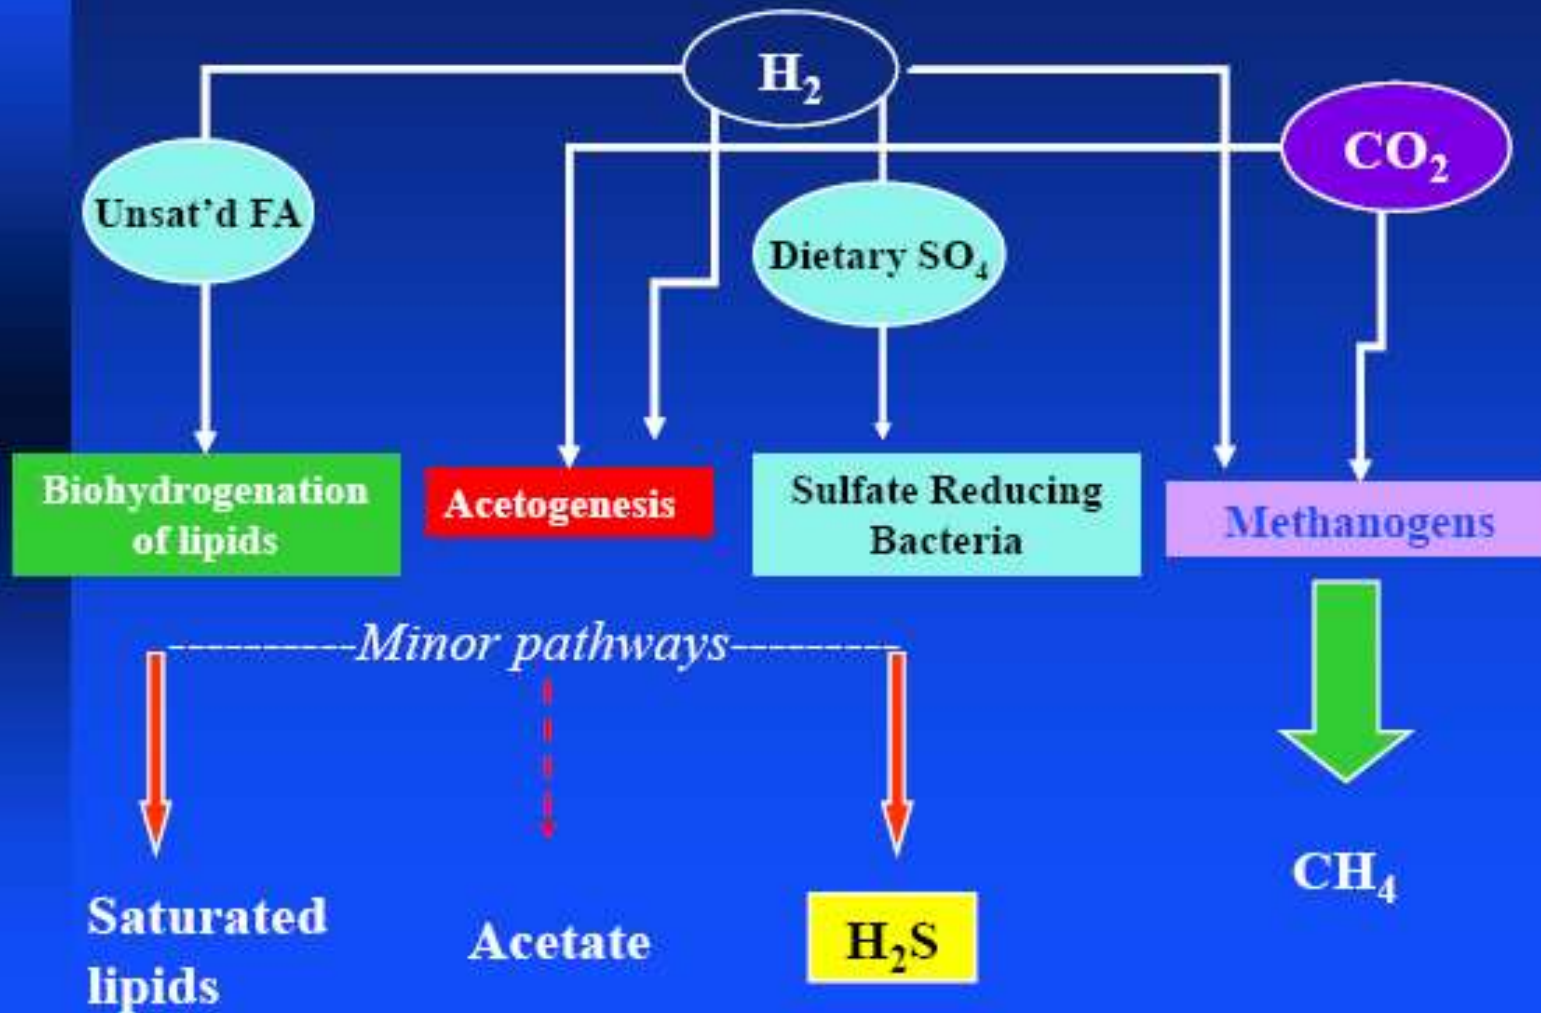 H₂
CO₂
Unsat'd FA
Dietary SO₄
Biohydrogenation
of lipids
Acetogenesis
Sulfate Reducing
Bacteria
Methanogens
----------Minor pathways---------
Saturated
lipids
Acetate
H₂S
CH₄